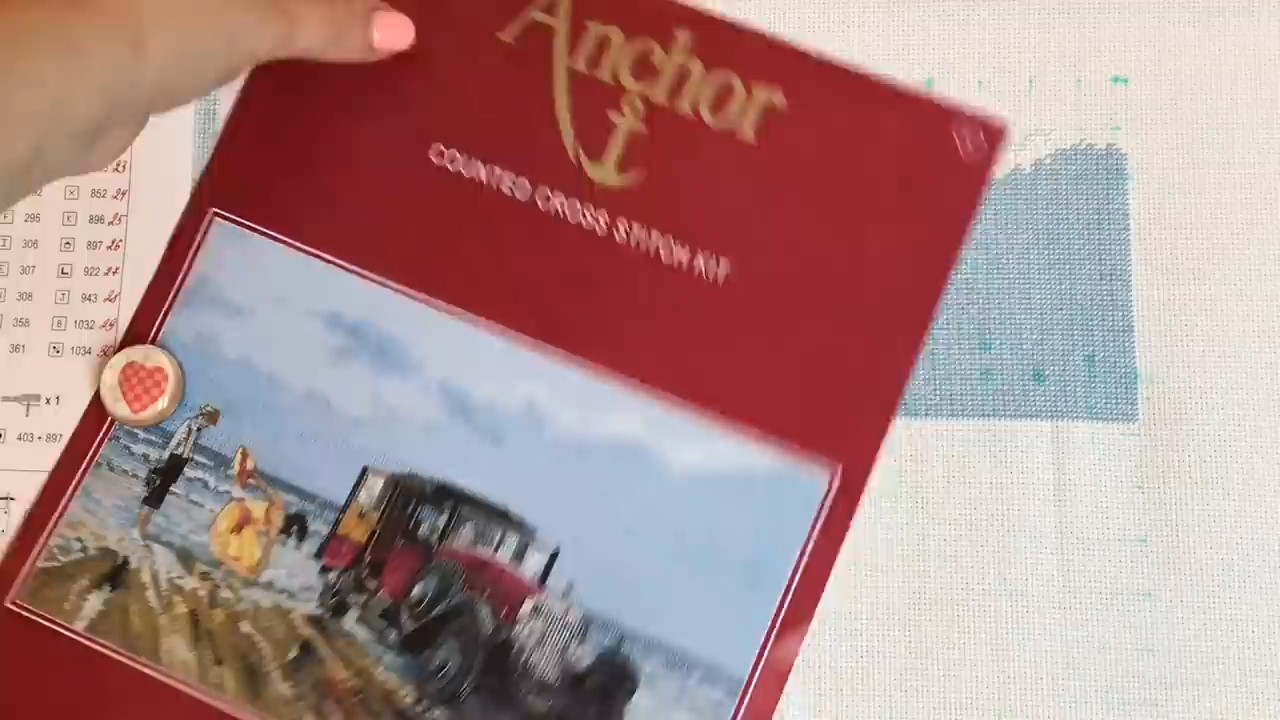 Anchor
COUNTED CROSS STITCH KIT
23
852 24
F 295 K 896 25
I 306 897 26
307 L 922 27
308 J 943 28
358 8 1032 29
361 % 1034 30
x 1
403 + 897